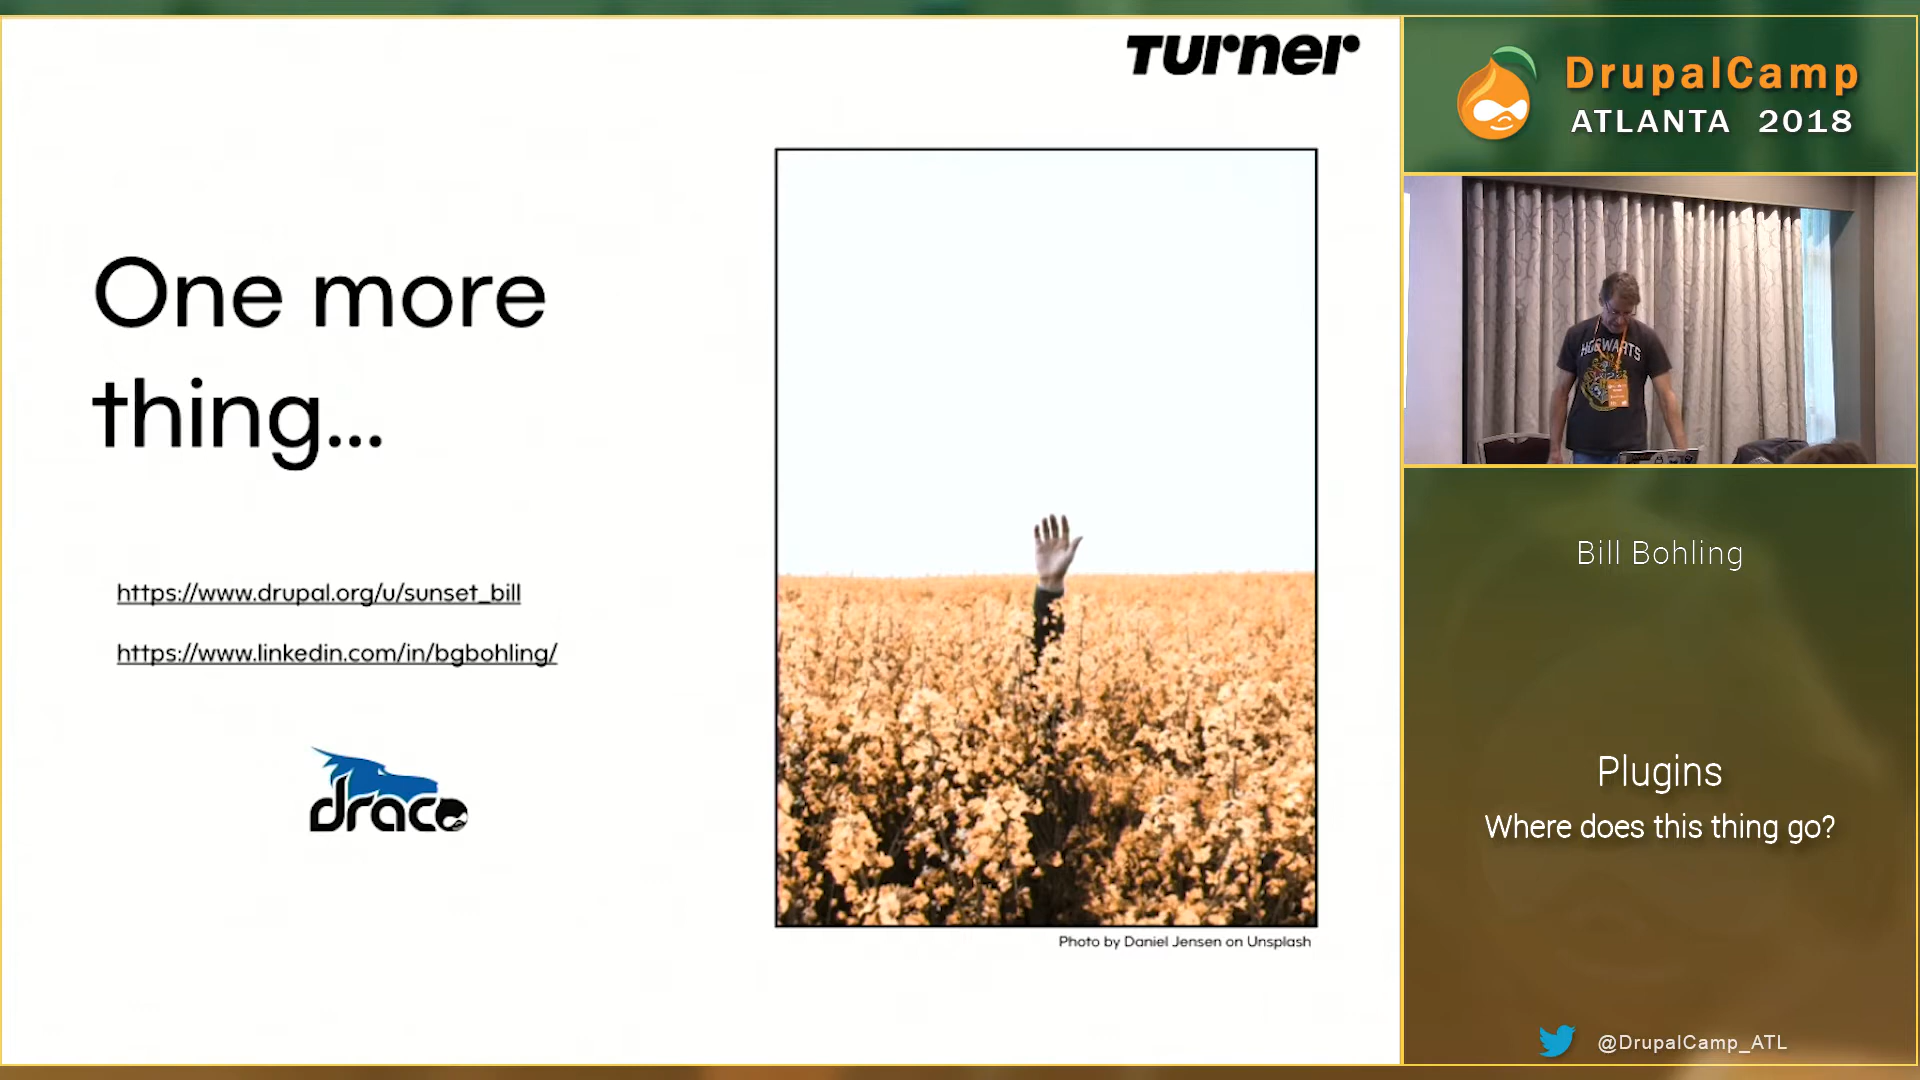 Turner
One more
thing...
https://www.drupal.org/u/sunset_bill
https://www.linkedin.com/in/bgbohling/
draco
Photo by Daniel Jensen on Unsplash
DrupalCamp
ATLANTA 2018
HOGWARTS
Bill Bohling
Plugins
Where does this thing go?
@DrupalCamp_ATL